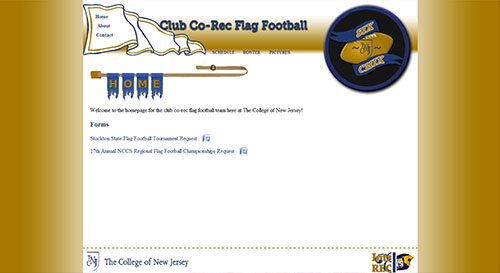 Home
About
Contact
Club Co-Rec Flag Football
SCHEDULE ROSTER PICTURES
SIX
CHIX
HOME
Welcome to the homepage for the club co-rec flag football team here at The College of New Jersey!
Forms
Stockton State Flag Football Tournament Request
17th Annual NCCS Regional Flag Football Championships Request
The College of New Jersey
REC